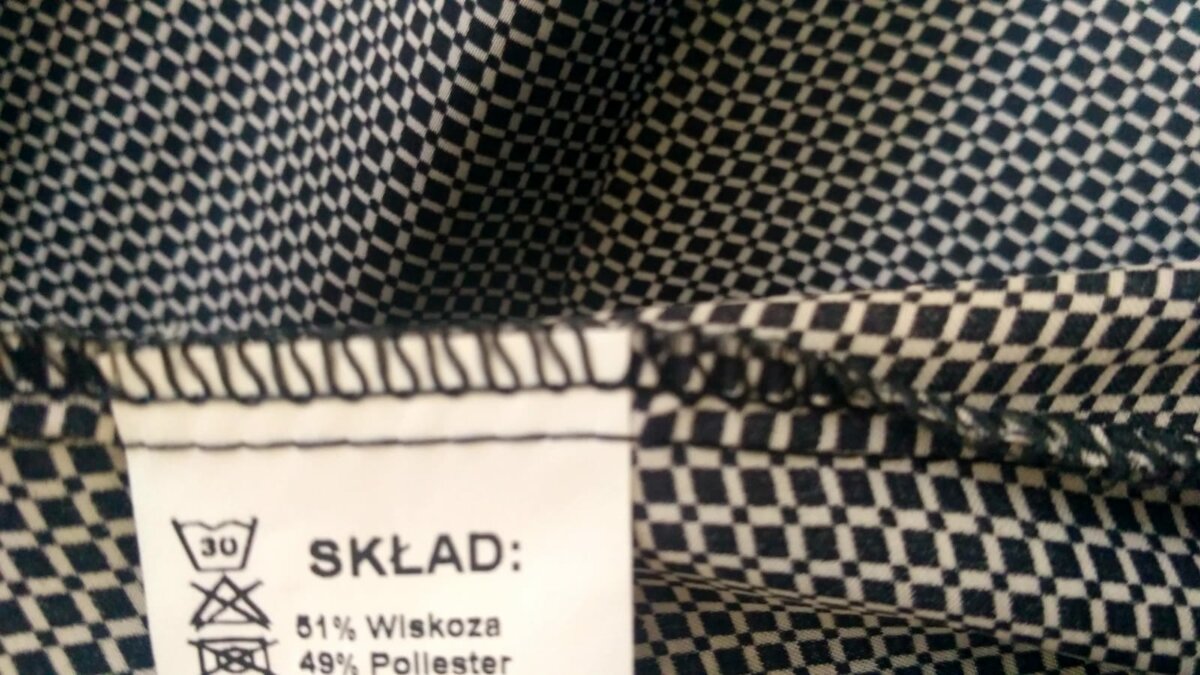 30
SKŁAD:
51% Wiskoza
49% Poliester